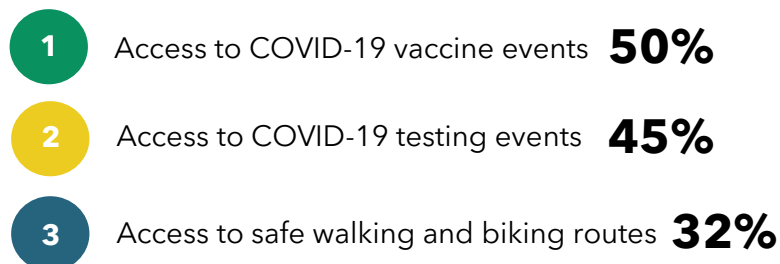 1 Access to COVID-19 vaccine events 50%
2 Access to COVID-19 testing events 45%
3 Access to safe walking and biking routes 32%